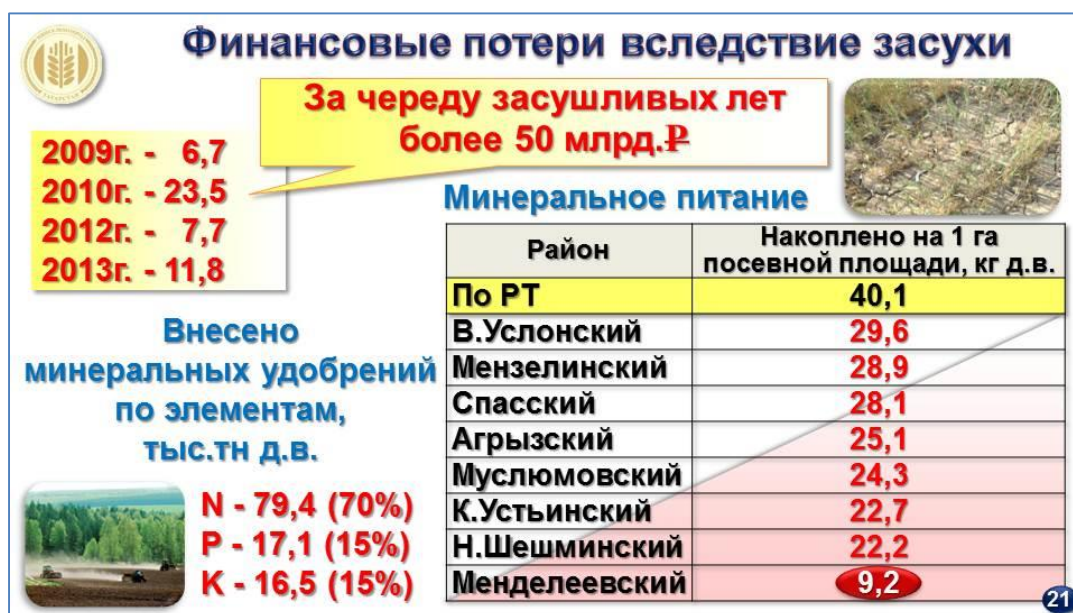 Финансовые потери вследствие засухи
За череду засушливых лет
более 50 млрд.₽
2009г. - 6,7
2010г. - 23,5
2012г. - 7,7
2013г. - 11,8
Внесено
минеральных удобрений
по элементам,
тыс.тн д.в.
N - 79,4 (70%)
P - 17,1 (15%)
K - 16,5 (15%)
Минеральное питание
Район Накоплено на 1 га
посевной площади, кг д.в.
По РТ 40,1
В.Услонский 29,6
Мензелинский 28,9
Спасский 28,1
Агрызский 25,1
Муслюмовский 24,3
К.Устьинский 22,7
Н.Шешминский 22,2
Менделеевский 9,2
21